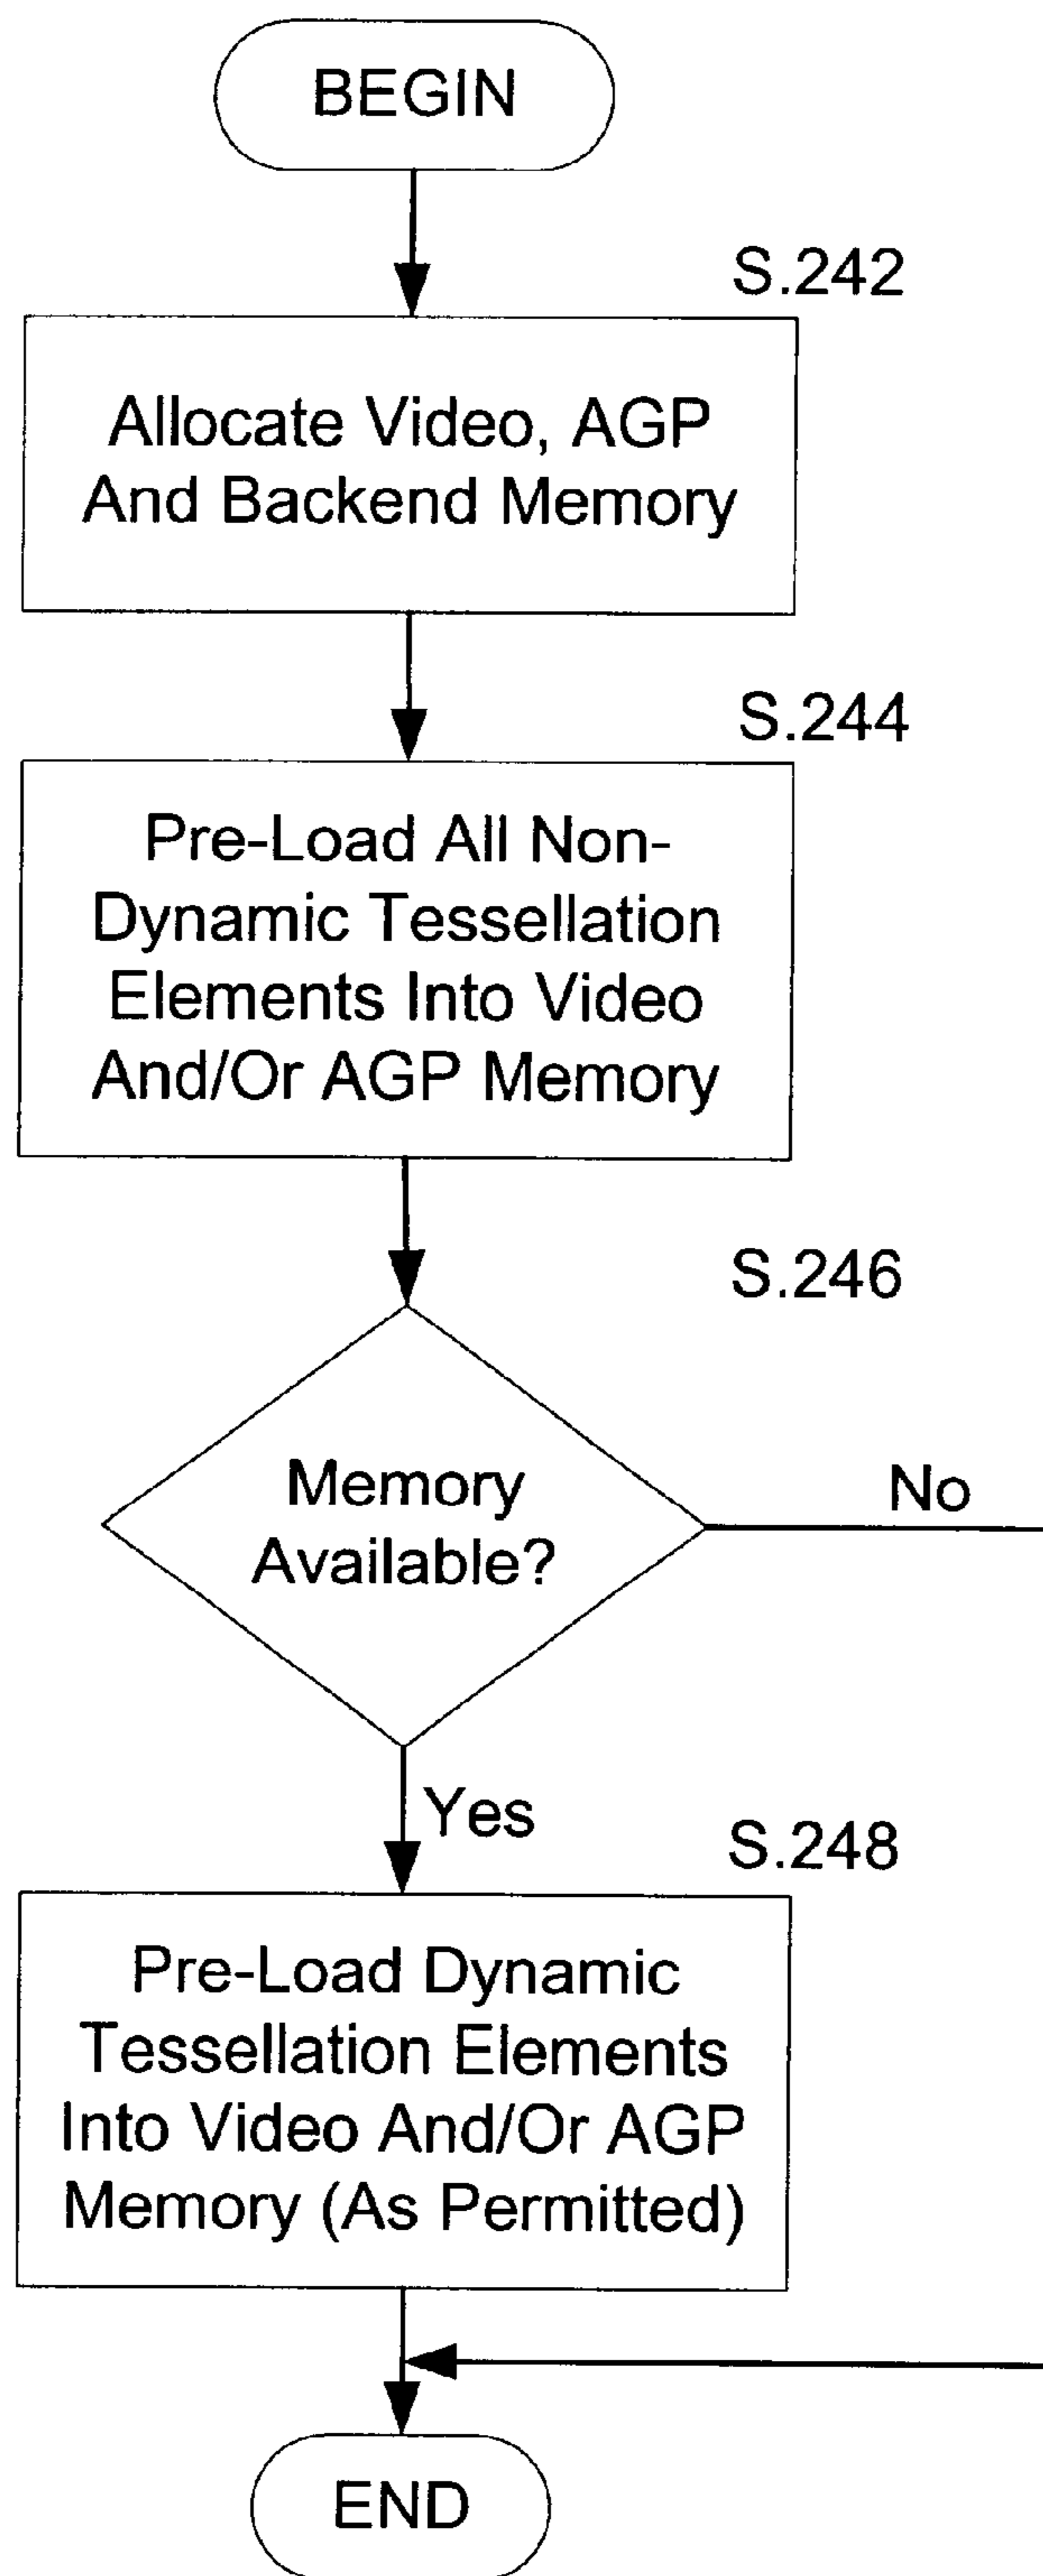 BEGIN
S.242
Allocate Video, AGP
And Backend Memory
S.244
Pre-Load All Non-
Dynamic Tessellation
Elements Into Video
And/Or AGP Memory
S.246
Memory
Available?
No
Yes
S.248
Pre-Load Dynamic
Tessellation Elements
Into Video And/Or AGP
Memory (As Permitted)
END